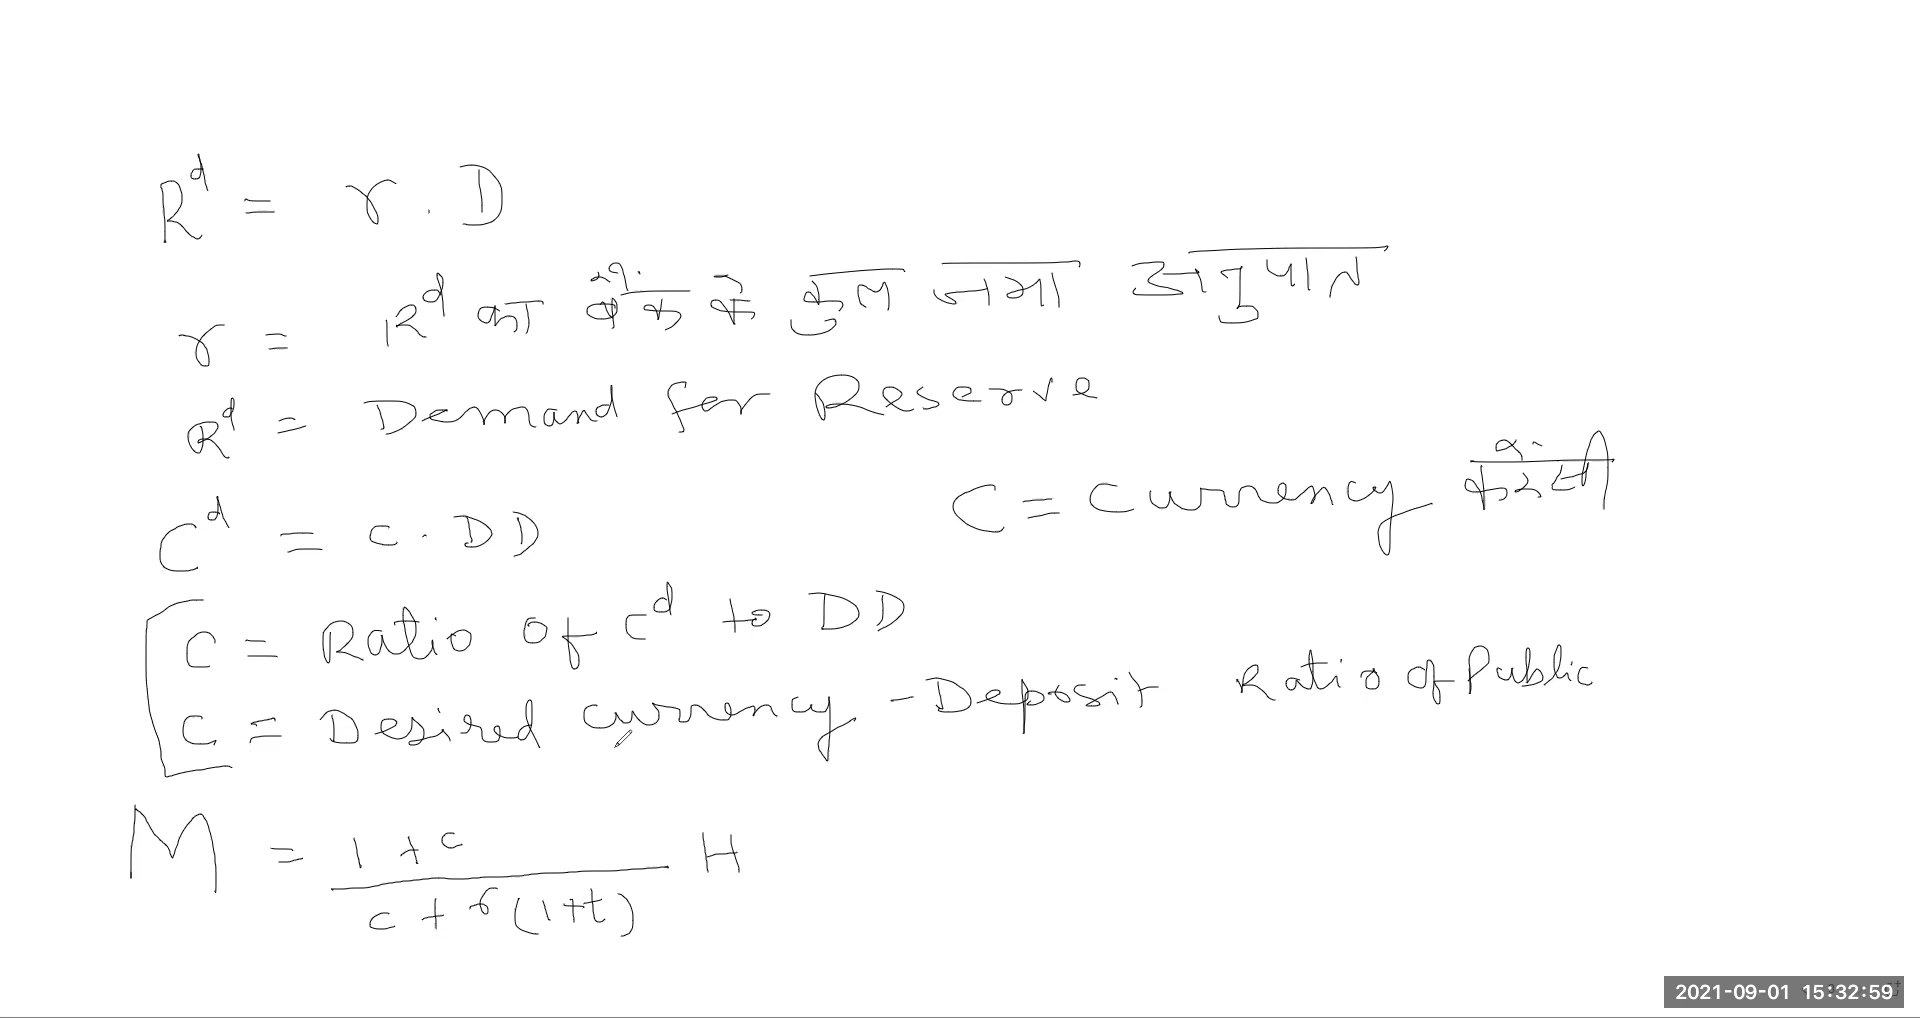 R^d = r . D
r = R^d का बैंक के कुल जमा अनुपात
R^d = Demand for Reserve
C^d = c . DD
C = Currency करेंसी
C = Ratio of C^d to DD
C = Desired currency - Deposit Ratio of Public
M = 1 + c / c + r (1+t) H
2021-09-01 15:32:59